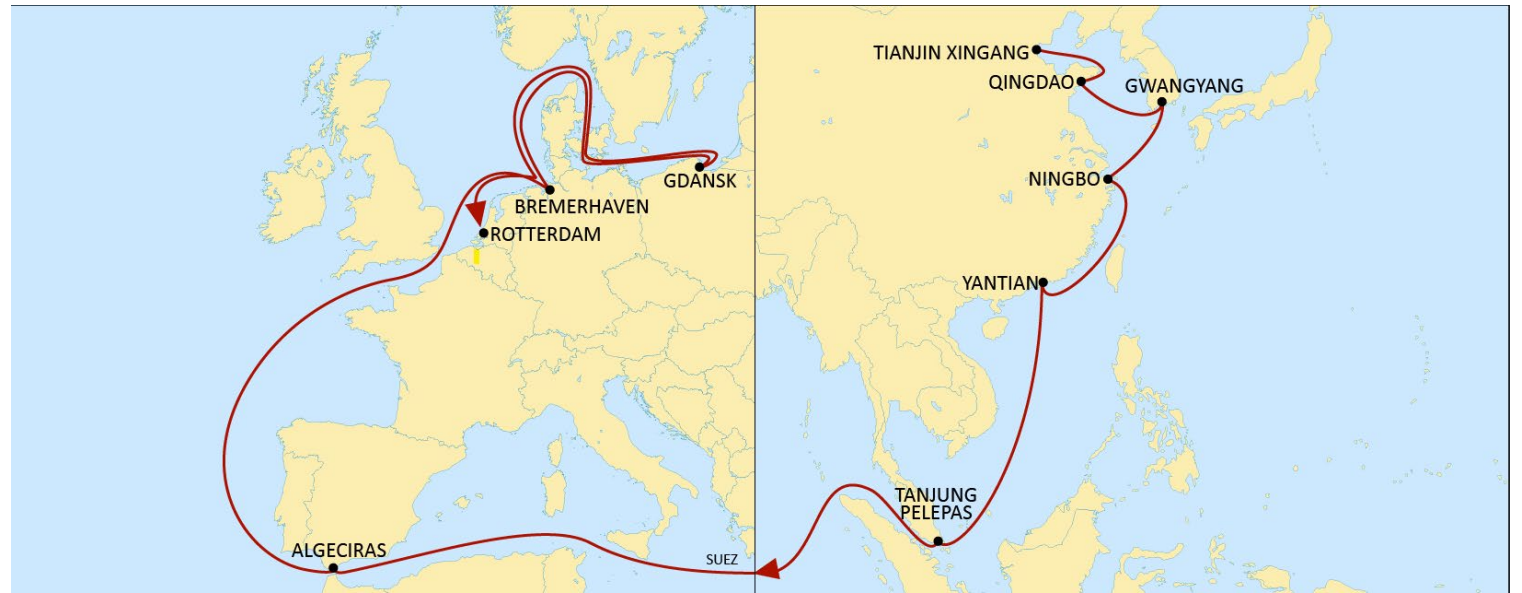 TIANJIN XINGANG
QINGDAO
GWANGYANG
NINGBO
YANTIAN
TANJUNG
PELEPAS
SUEZ
ALGECIRAS
BREMERHAVEN
GDANSK
ROTTERDAM